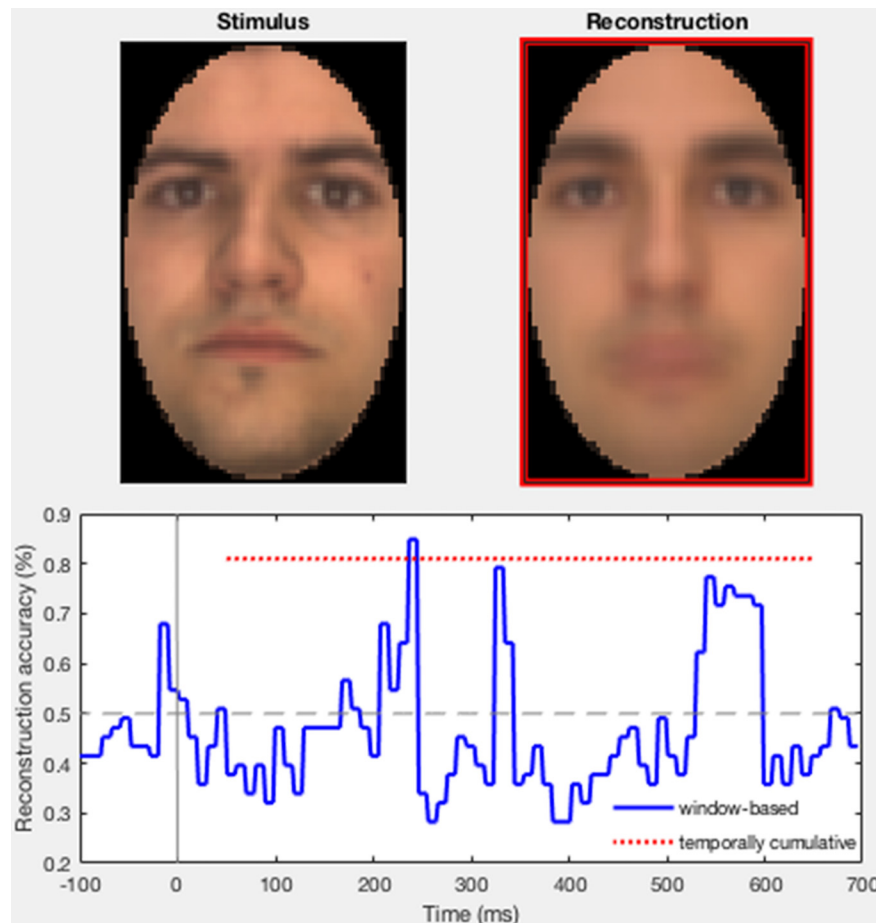 Stimulus
Reconstruction
Reconstruction accuracy (%)
0.9
0.8
0.7
0.6
0.5
0.4
0.3
0.2
window-based
temporally cumulative
-100
0
100
200
300
400
500
600
700
Time (ms)